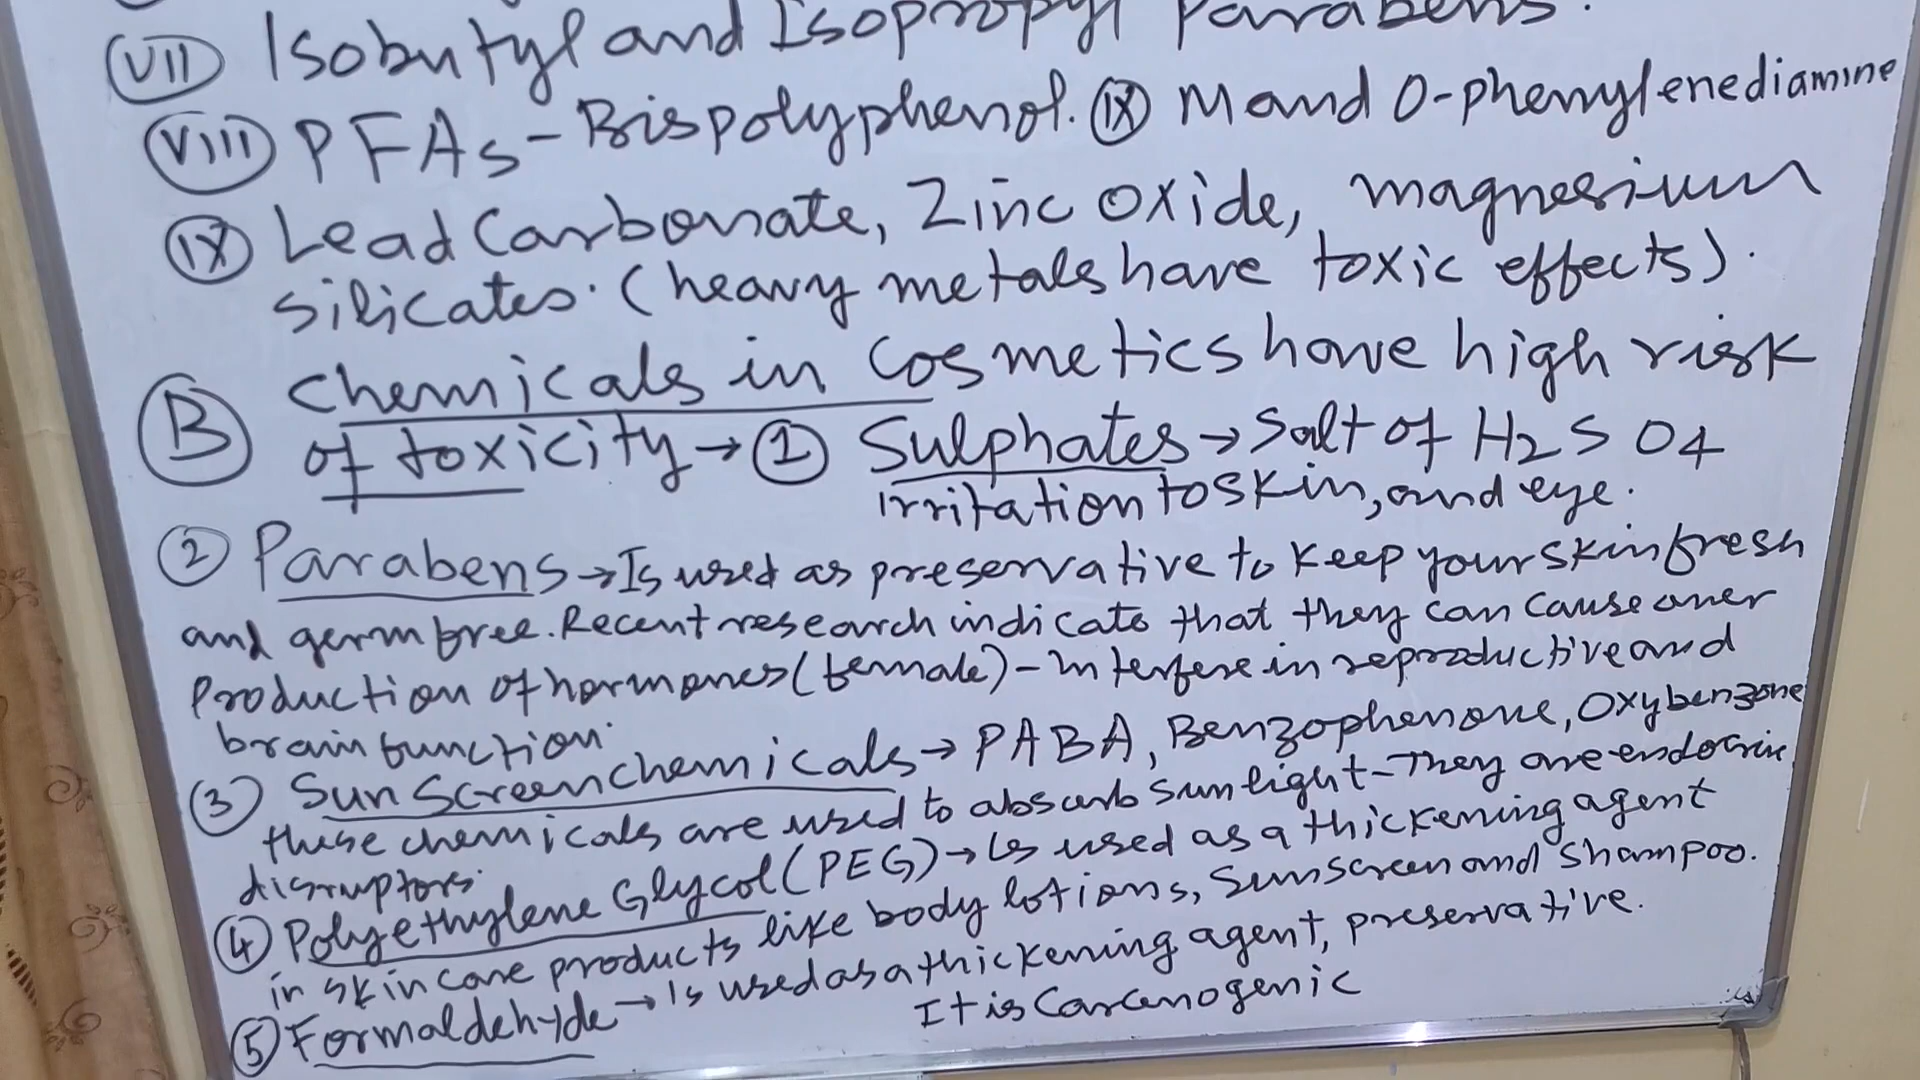 (VII) Isobutyl and Isopropyl Parabens.
(VIII) PFAs - Bispolyphenol. (IX) M and O-phenylenediamine
(IX) Lead Carbonate, Zinc oxide, magnesium
silicates. (heavy metals have toxic effects).
(B) Chemicals in Cosmetics have high risk
of toxicity → (1) Sulphates → Salt of H2SO4
irritation to skin, and eye.
(2) Parabens → Is used as preservative to keep your skin fresh
and germ free. Recent research indicate that they can cause over
production of hormones (female) - Interfere in reproductive and
brain function.
(3) Sun Screen chemicals → PABA, Benzophenone, Oxybenzone
these chemicals are used to absorb sunlight - They are endocrine
disruptors.
(4) Polyethylene Glycol (PEG) → Is used as a thickening agent
in skin care products like body lotions, Sunscreen and Shampoo.
(5) Formaldehyde → Is used as a thickening agent, preservative.
It is Carcenogenic